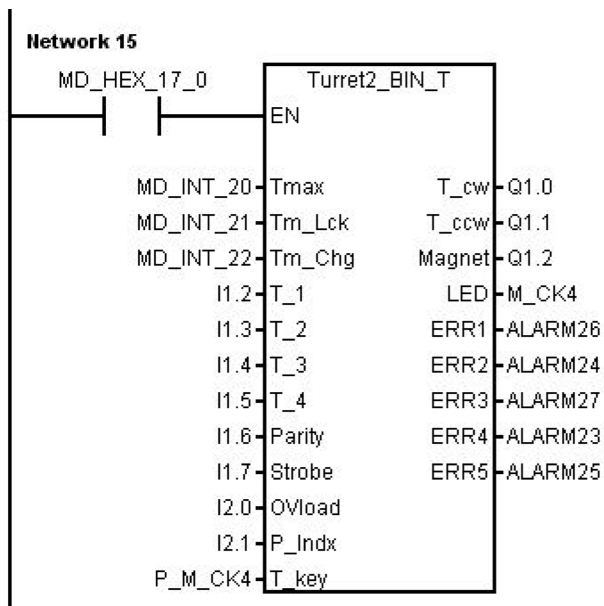 Network 15
MD_HEX_17_0 Turret2_BIN_T
EN
MD_INT_20 Tmax T_cw Q1.0
MD_INT_21 Tm_Lck T_ccw Q1.1
MD_INT_22 Tm_Chg Magnet Q1.2
I1.2 T_1 LED M_CK4
I1.3 T_2 ERR1 ALARM26
I1.4 T_3 ERR2 ALARM24
I1.5 T_4 ERR3 ALARM27
I1.6 Parity ERR4 ALARM23
I1.7 Strobe ERR5 ALARM25
I2.0 OVload
I2.1 P_Indx
P_M_CK4 T_key